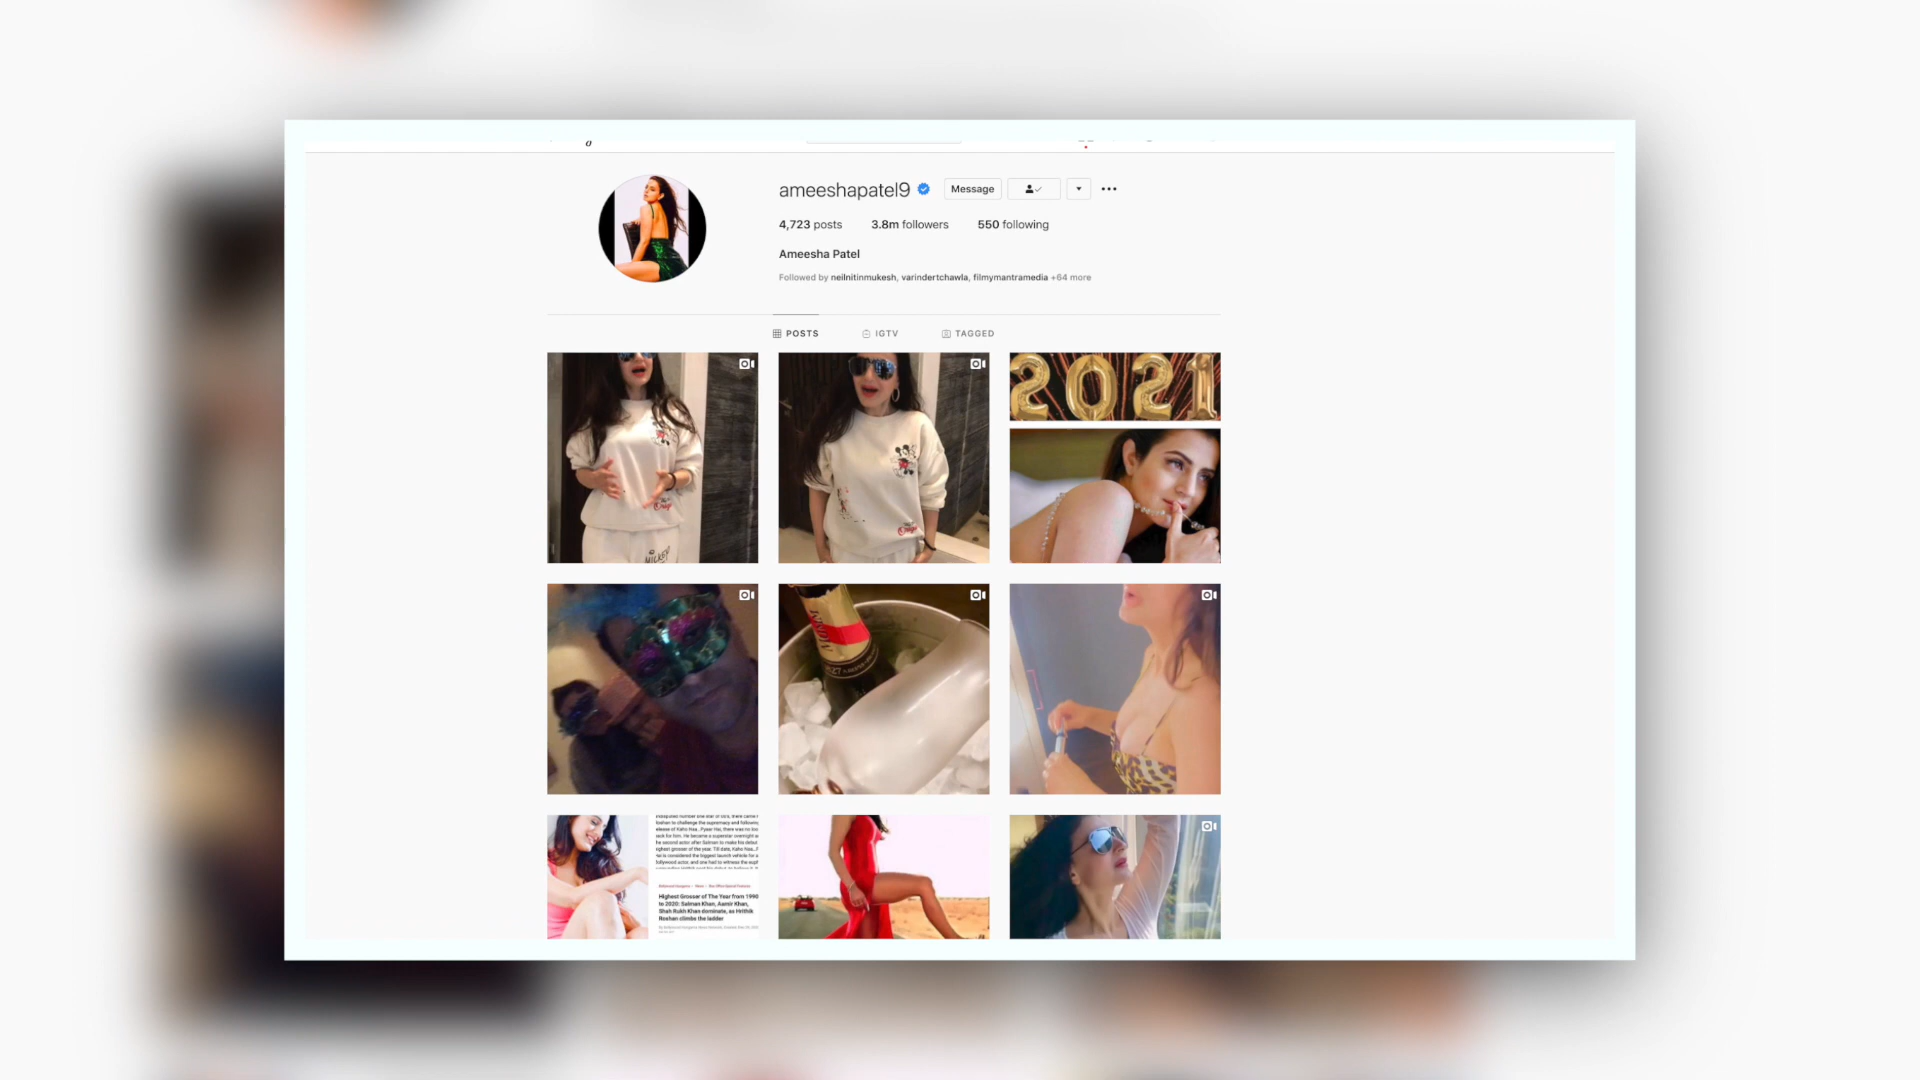 ameeshapatel9 Message
4,723 posts 3.8m followers 550 following
Ameesha Patel
Followed by neilnitinmukesh, varindertchawla, filmymantramedia +64 more
POSTS IGTV TAGGED
2021
MICKEY
Highest Grosser of The Year from 1990
to 2020: Salman Khan, Aamir Khan,
Shah Rukh Khan dominate, as Hrithik
Roshan climbs the ladder